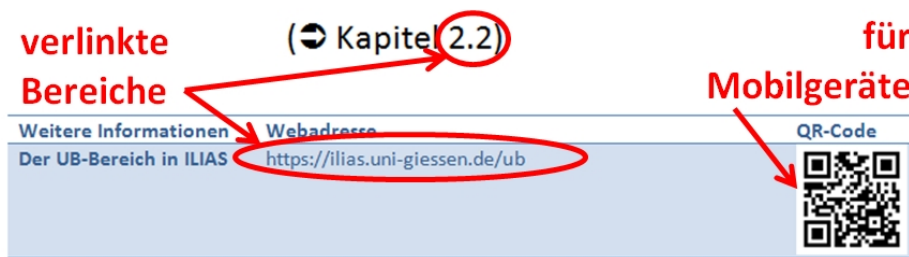 verlinkte
Bereiche
(➲ Kapitel 2.2)
für
Mobilgeräte
Weitere Informationen Webadresse QR-Code
Der UB-Bereich in ILIAS https://ilias.uni-giessen.de/ub